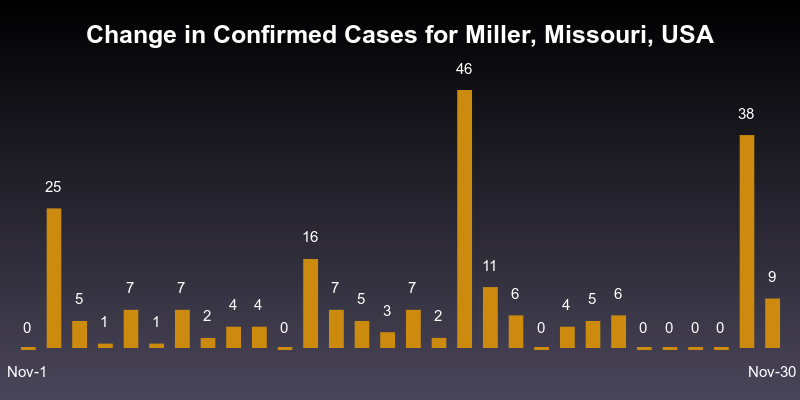 Change in Confirmed Cases for Miller, Missouri, USA
0 25 5 1 7 1 7 2 4 4 0 16 7 5 3 7 2 46 11 6 0 4 5 6 0 0 0 0 38 9
Nov-1 Nov-30